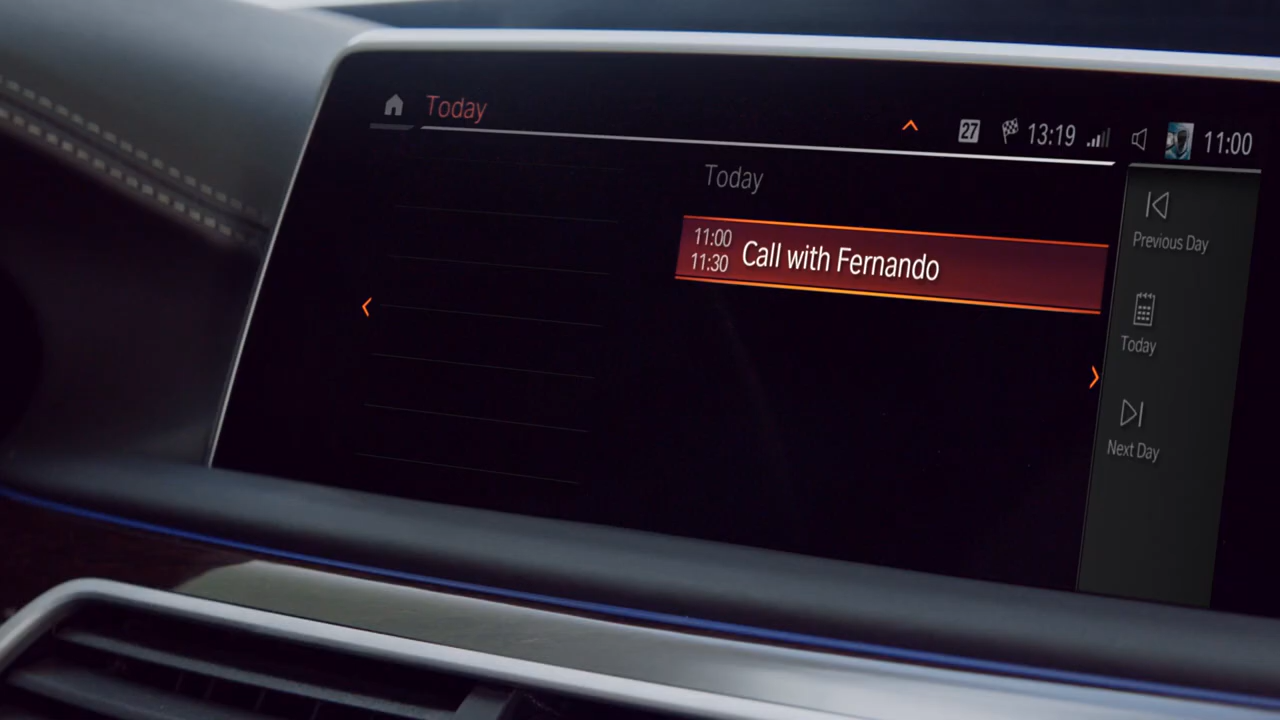 Today
27 13:19 11:00
Today
11:00
11:30
Call with Fernando
Previous Day
Today
Next Day